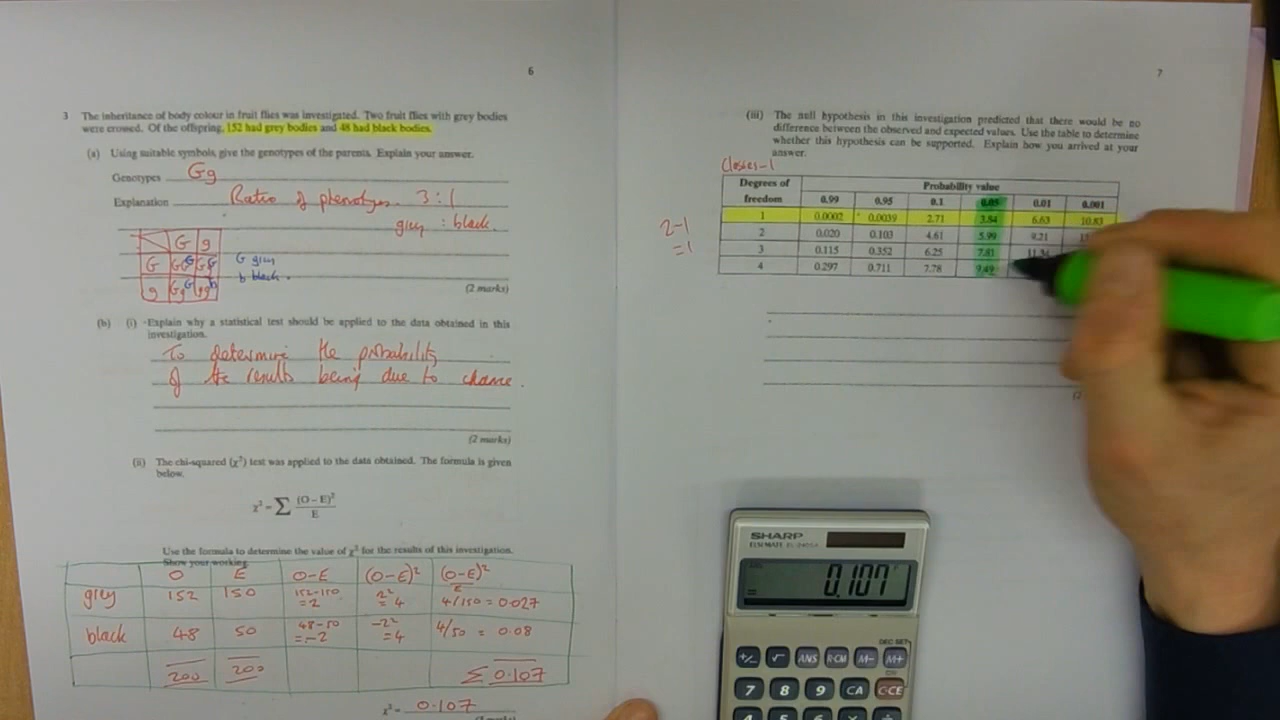 6
3 The inheritance of body colour in fruit flies was investigated. Two fruit flies with grey bodies
were crossed. Of the offspring, 152 had grey bodies and 48 had black bodies.
(a) Using suitable symbols, give the genotypes of the parents. Explain your answer.
Genotypes Gg
Explanation Ratio of phenotypes. 3:1
grey : black.
G g
G GG Gg G grey
b black.
g Gg gg
(2 marks)
(b) (i) Explain why a statistical test should be applied to the data obtained in this
investigation.
To determine the probability
of the results being due to chance.
(2 marks)
(ii) The chi-squared (χ²) test was applied to the data obtained. The formula is given
below.
χ² = Σ (O – E)² / E
Use the formula to determine the value of χ² for the results of this investigation.
Show your working.
O E O-E (O-E)² (O-E)²/E
grey 152 150 152-150 =2 2² =4 4/150 = 0.027
black 48 50 48-50 =-2 -2² =4 4/50 = 0.08
200 200 Σ 0.107
χ² = 0.107
7
(iii) The null hypothesis in this investigation predicted that there would be no
difference between the observed and expected values. Use the table to determine
whether this hypothesis can be supported. Explain how you arrived at your
answer.
Classes-1
Degrees of freedom Probability value
0.99 0.95 0.1 0.05 0.01 0.001
1 0.0002 0.0039 2.71 3.84 6.63 10.83
2 0.020 0.103 4.61 5.99 9.21
3 0.115 0.352 6.25 7.81 11.34
4 0.297 0.711 7.78 9.49
2-1
=1
SHARP
0.107
DEC SET
+/- √ ANS R·CM M- M+
7 8 9 CA C·CE